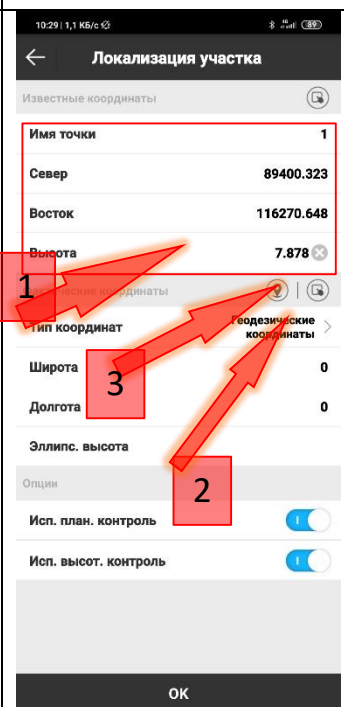 10:29 | 1,1 КБ/с
4G
89
Локализация участка
Известные координаты
Имя точки 1
Север 89400.323
Восток 116270.648
Высота 7.878
1
координаты
Тип координат Геодезические
координаты
Широта 0
3
Долгота 0
Эллипс. высота
2
Опции
Исп. план. контроль
Исп. высот. контроль
OK